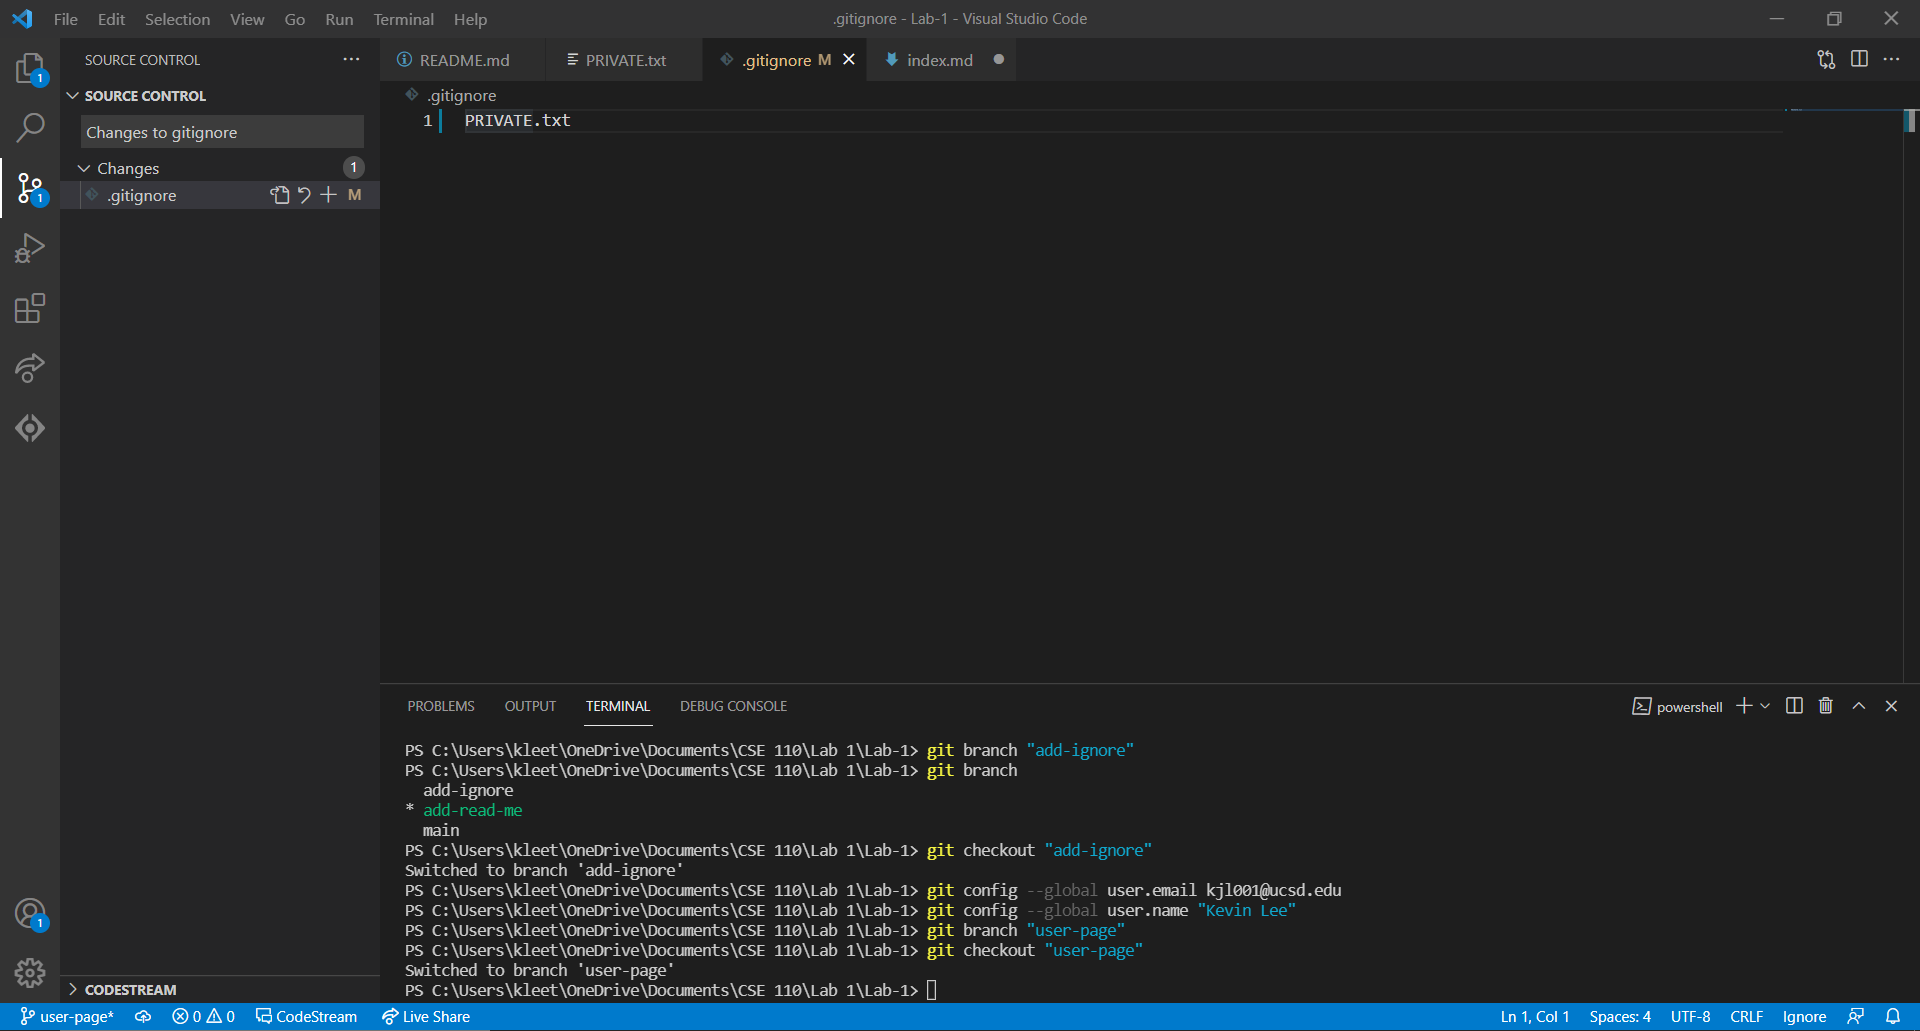 File Edit Selection View Go Run Terminal Help
.gitignore - Lab-1 - Visual Studio Code
SOURCE CONTROL
SOURCE CONTROL
Changes to gitignore
Changes 1
.gitignore M
CODESTREAM
1
1
1
README.md PRIVATE.txt .gitignore M index.md
.gitignore
1 PRIVATE.txt
PROBLEMS OUTPUT TERMINAL DEBUG CONSOLE powershell
PS C:\Users\kleet\OneDrive\Documents\CSE 110\Lab 1\Lab-1> git branch "add-ignore"
PS C:\Users\kleet\OneDrive\Documents\CSE 110\Lab 1\Lab-1> git branch
add-ignore
* add-read-me
main
PS C:\Users\kleet\OneDrive\Documents\CSE 110\Lab 1\Lab-1> git checkout "add-ignore"
Switched to branch 'add-ignore'
PS C:\Users\kleet\OneDrive\Documents\CSE 110\Lab 1\Lab-1> git config --global user.email kjl001@ucsd.edu
PS C:\Users\kleet\OneDrive\Documents\CSE 110\Lab 1\Lab-1> git config --global user.name "Kevin Lee"
PS C:\Users\kleet\OneDrive\Documents\CSE 110\Lab 1\Lab-1> git branch "user-page"
PS C:\Users\kleet\OneDrive\Documents\CSE 110\Lab 1\Lab-1> git checkout "user-page"
Switched to branch 'user-page'
PS C:\Users\kleet\OneDrive\Documents\CSE 110\Lab 1\Lab-1>
user-page* 0 0 CodeStream Live Share Ln 1, Col 1 Spaces: 4 UTF-8 CRLF Ignore